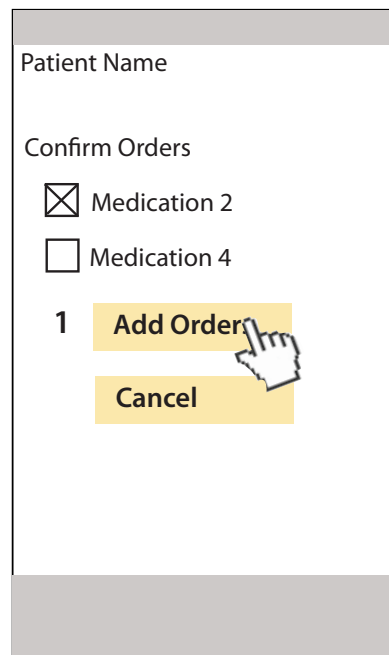 Patient Name
Confirm Orders
Medication 2
Medication 4
1 Add Orders
Cancel